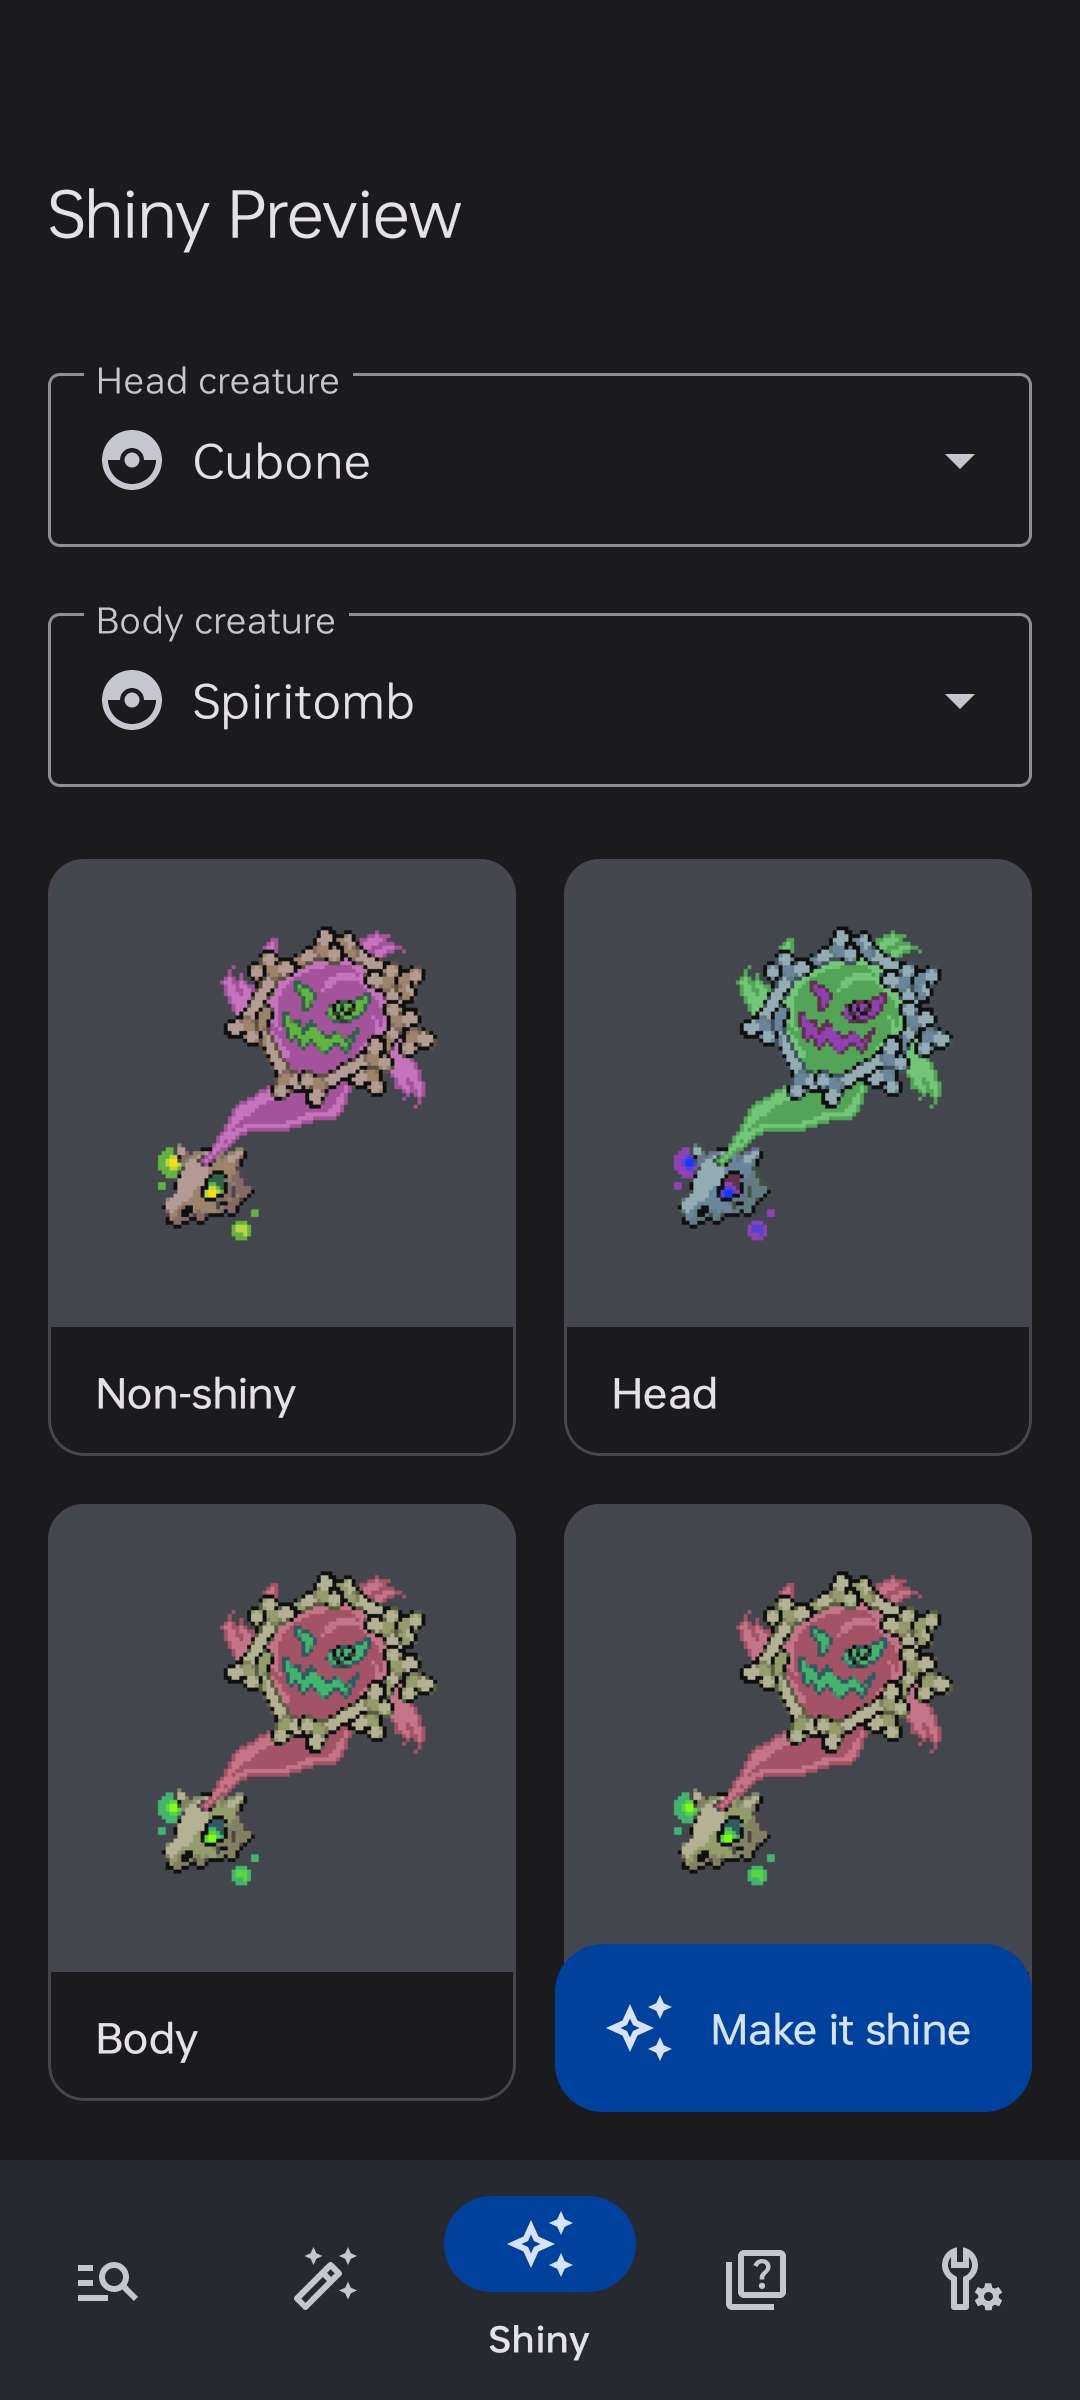 Shiny Preview
Head creature
Cubone
Body creature
Spiritomb
Non-shiny
Head
Body
Make it shine
?
Shiny